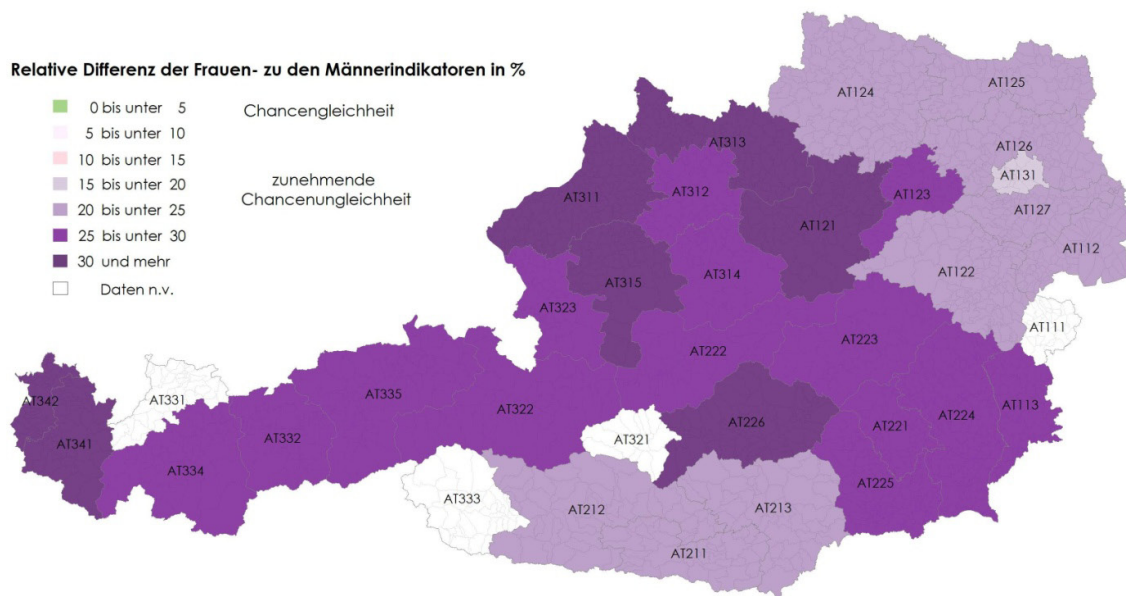 Relative Differenz der Frauen- zu den Männerindikatoren in %
0 bis unter 5 Chancengleichheit
5 bis unter 10
10 bis unter 15
15 bis unter 20 zunehmende
20 bis unter 25 Chancenungleichheit
25 bis unter 30
30 und mehr
Daten n.v.
AT124
AT125
AT126
AT131
AT313
AT312
AT123
AT311
AT121
AT127
AT112
AT122
AT314
AT315
AT323
AT111
AT222
AT223
AT335
AT342
AT331
AT322
AT113
AT224
AT226
AT221
AT321
AT332
AT341
AT334
AT333
AT225
AT212
AT213
AT211